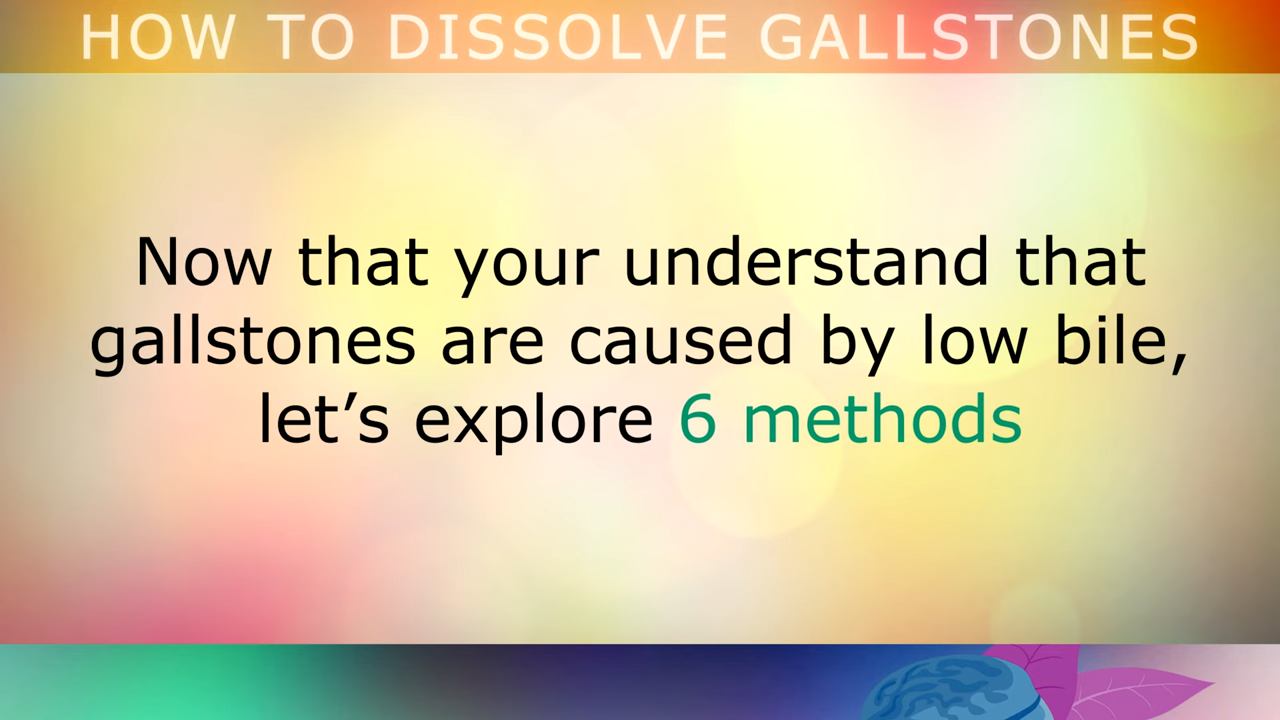 HOW TO DISSOLVE GALLSTONES
Now that your understand that
gallstones are caused by low bile,
let’s explore 6 methods